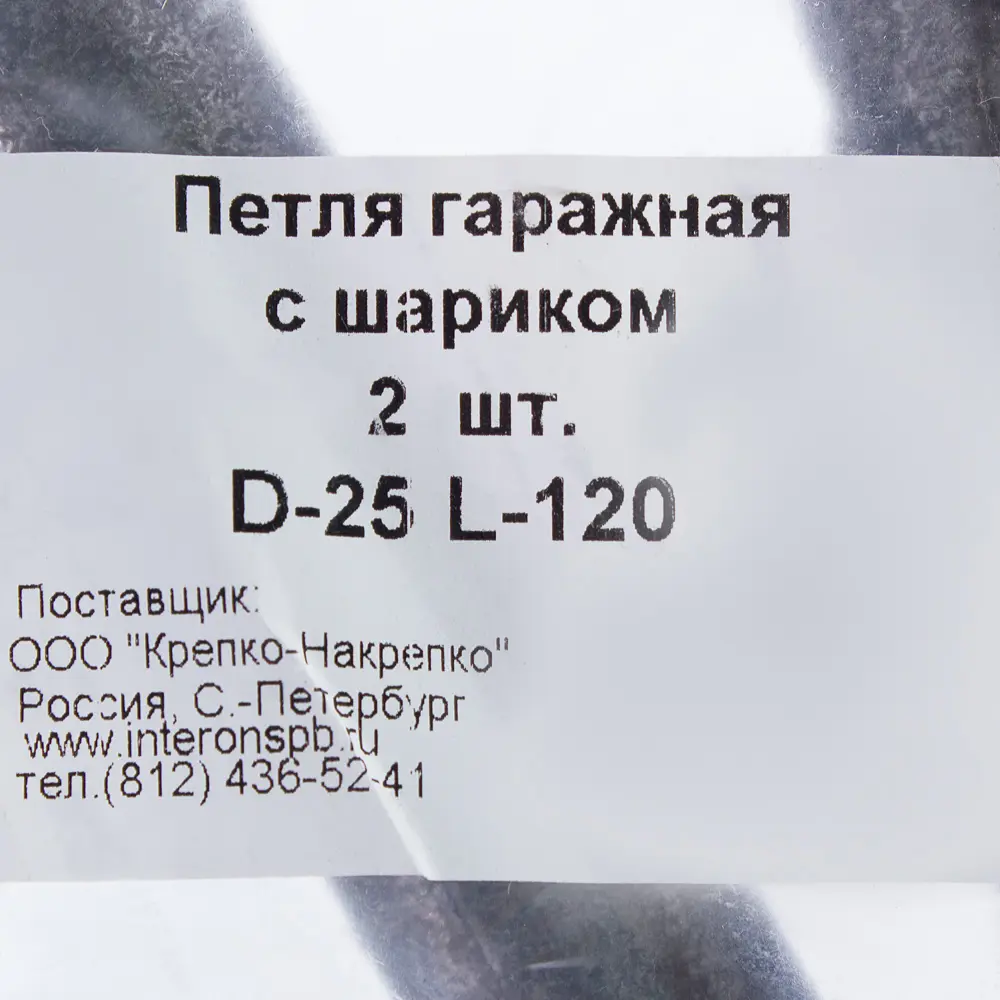 Петля гаражная
с шариком
2 шт.
D-25 L-120
Поставщик:
ООО "Крепко-Накрепко"
Россия, С.-Петербург
www.interonspb.ru
тел.(812) 436-52-41